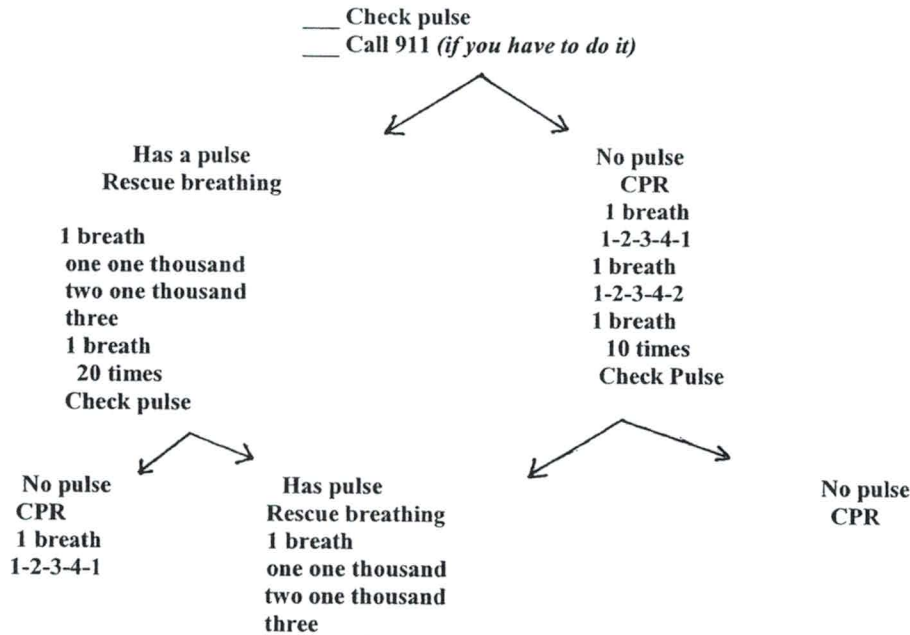 ___ Check pulse
___ Call 911 (if you have to do it)
Has a pulse
Rescue breathing
1 breath
one one thousand
two one thousand
three
1 breath
20 times
Check pulse
No pulse
CPR
1 breath
1-2-3-4-1
1 breath
1-2-3-4-2
1 breath
10 times
Check Pulse
No pulse
CPR
1 breath
1-2-3-4-1
Has pulse
Rescue breathing
1 breath
one one thousand
two one thousand
three
No pulse
CPR